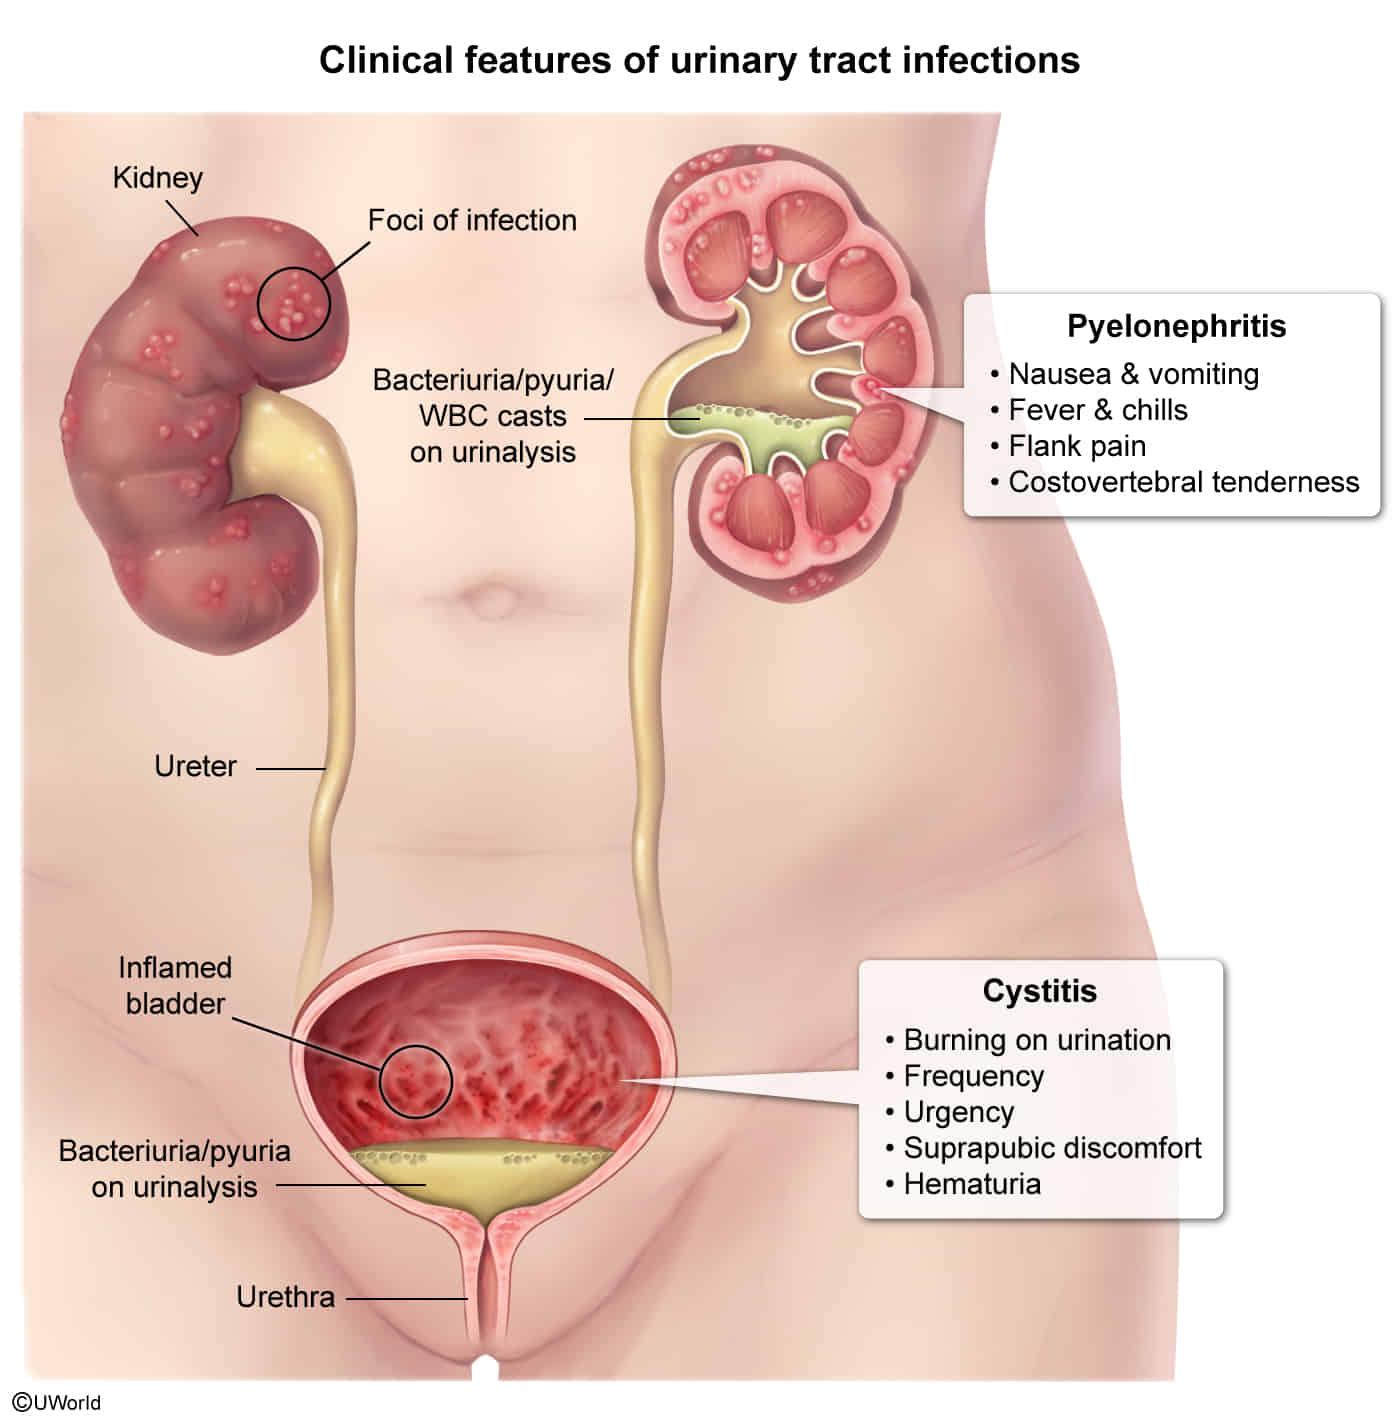 Clinical features of urinary tract infections
Kidney
Foci of infection
Bacteriuria/pyuria/
WBC casts
on urinalysis
Pyelonephritis
• Nausea & vomiting
• Fever & chills
• Flank pain
• Costovertebral tenderness
Ureter
Inflamed
bladder
Cystitis
• Burning on urination
• Frequency
• Urgency
• Suprapubic discomfort
• Hematuria
Bacteriuria/pyuria
on urinalysis
Urethra
©UWorld